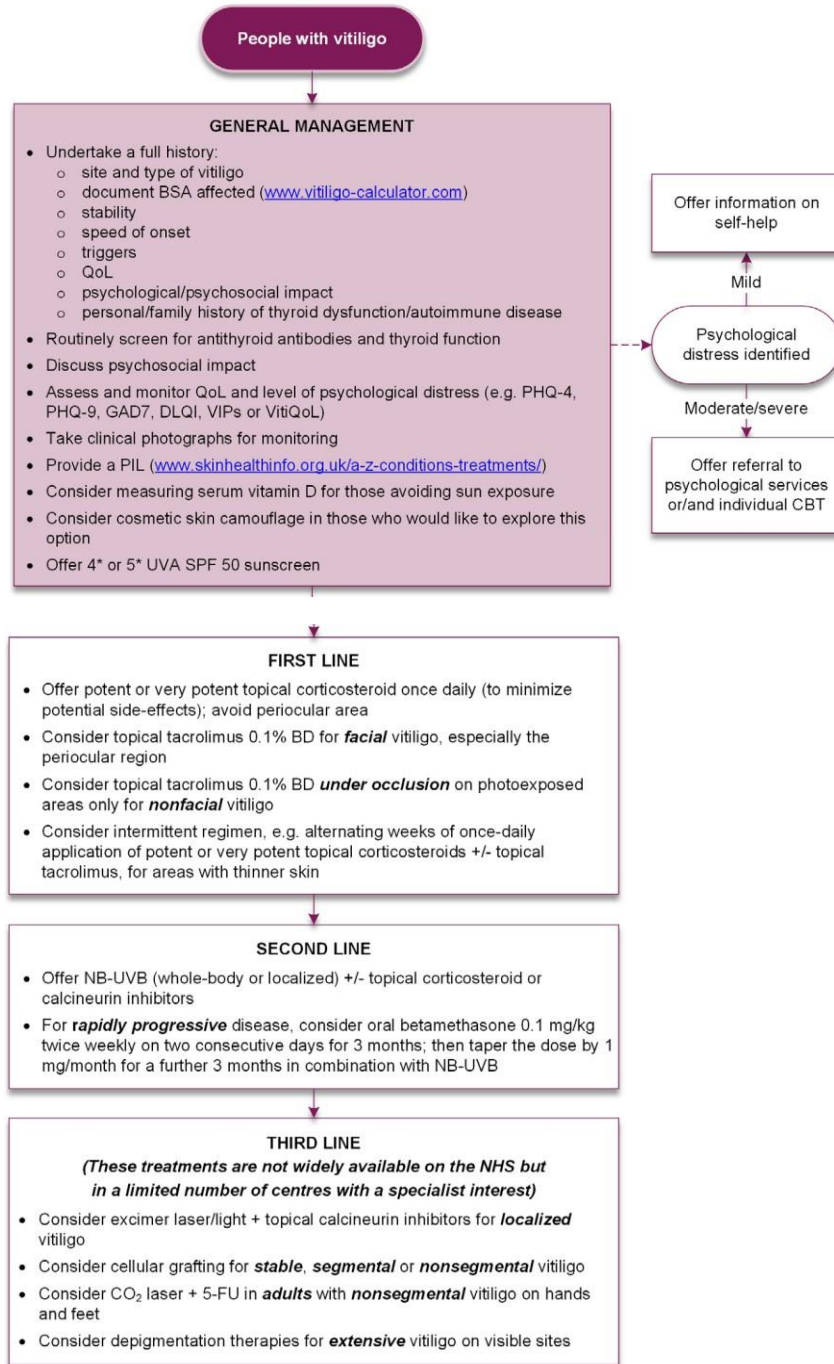 People with vitiligo
GENERAL MANAGEMENT
• Undertake a full history:
o site and type of vitiligo
o document BSA affected (www.vitiligo-calculator.com)
o stability
o speed of onset
o triggers
o QoL
o psychological/psychosocial impact
o personal/family history of thyroid dysfunction/autoimmune disease
• Routinely screen for antithyroid antibodies and thyroid function
• Discuss psychosocial impact
• Assess and monitor QoL and level of psychological distress (e.g. PHQ-4,
PHQ-9, GAD7, DLQI, VIPs or VitiQoL)
• Take clinical photographs for monitoring
• Provide a PIL (www.skinhealthinfo.org.uk/a-z-conditions-treatments/)
• Consider measuring serum vitamin D for those avoiding sun exposure
• Consider cosmetic skin camouflage in those who would like to explore this
option
• Offer 4* or 5* UVA SPF 50 sunscreen
Offer information on
self-help
Mild
Psychological
distress identified
Moderate/severe
Offer referral to
psychological services
or/and individual CBT
FIRST LINE
• Offer potent or very potent topical corticosteroid once daily (to minimize
potential side-effects); avoid periocular area
• Consider topical tacrolimus 0.1% BD for facial vitiligo, especially the
periocular region
• Consider topical tacrolimus 0.1% BD under occlusion on photoexposed
areas only for nonfacial vitiligo
• Consider intermittent regimen, e.g. alternating weeks of once-daily
application of potent or very potent topical corticosteroids +/- topical
tacrolimus, for areas with thinner skin
SECOND LINE
• Offer NB-UVB (whole-body or localized) +/- topical corticosteroid or
calcineurin inhibitors
• For rapidly progressive disease, consider oral betamethasone 0.1 mg/kg
twice weekly on two consecutive days for 3 months; then taper the dose by 1
mg/month for a further 3 months in combination with NB-UVB
THIRD LINE
(These treatments are not widely available on the NHS but
in a limited number of centres with a specialist interest)
• Consider excimer laser/light + topical calcineurin inhibitors for localized
vitiligo
• Consider cellular grafting for stable, segmental or nonsegmental vitiligo
• Consider CO₂ laser + 5-FU in adults with nonsegmental vitiligo on hands
and feet
• Consider depigmentation therapies for extensive vitiligo on visible sites